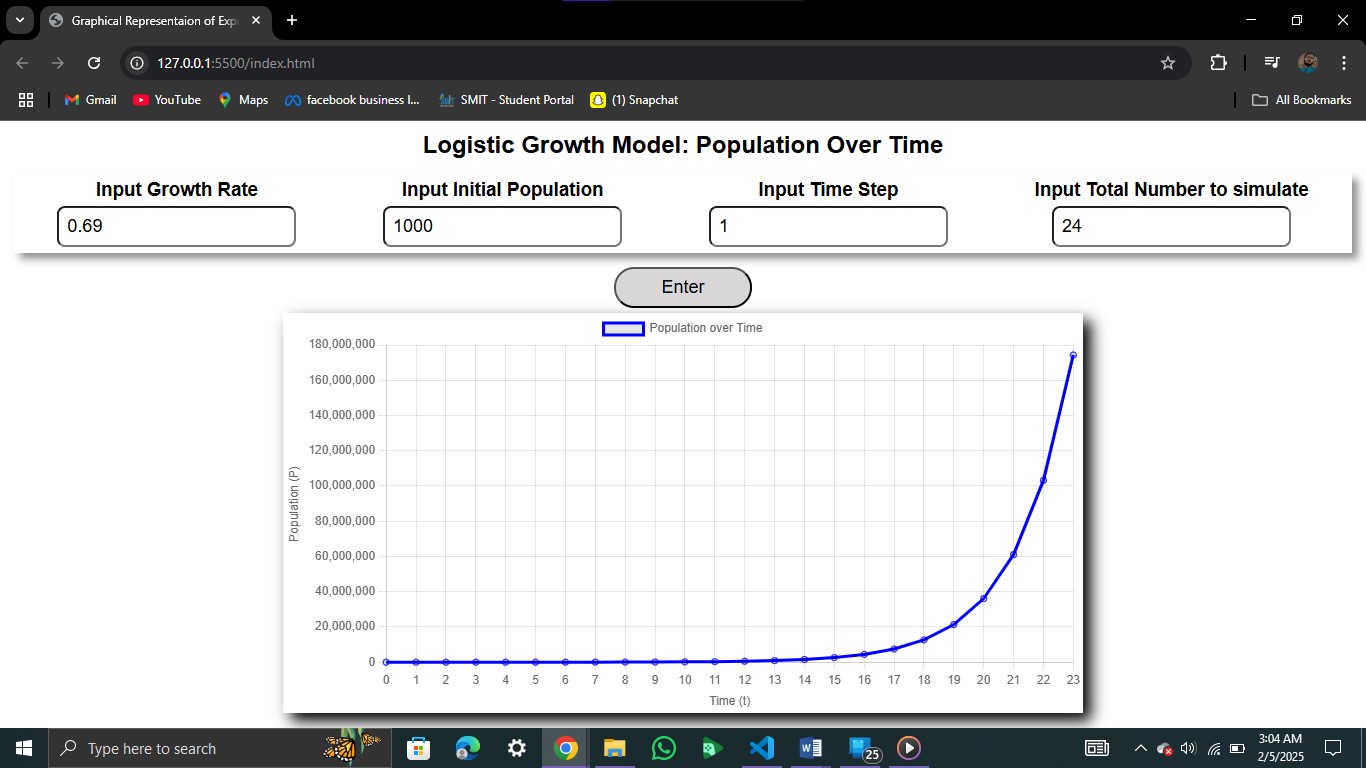 Graphical Representaion of Exp
127.0.0.1:5500/index.html
Gmail
YouTube
Maps
facebook business l...
SMIT - Student Portal
(1) Snapchat
All Bookmarks
Logistic Growth Model: Population Over Time
Input Growth Rate
Input Initial Population
Input Time Step
Input Total Number to simulate
0.69
1000
1
24
Enter
Population over Time
180,000,000
160,000,000
140,000,000
120,000,000
100,000,000
80,000,000
60,000,000
40,000,000
20,000,000
0
Population (P)
0 1 2 3 4 5 6 7 8 9 10 11 12 13 14 15 16 17 18 19 20 21 22 23
Time (t)
Type here to search
25
3:04 AM
2/5/2025